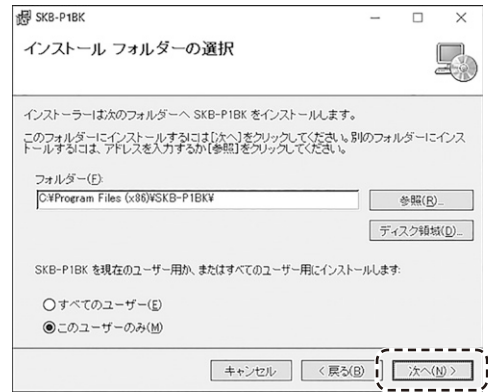 SKB-P1BK
インストール フォルダーの選択
インストーラーは次のフォルダーへ SKB-P1BK をインストールします。
このフォルダーにインストールするには[次へ]をクリックしてください。別のフォルダーにインス
トールするには、アドレスを入力するか[参照]をクリックしてください。
フォルダー(F):
C:¥Program Files (x86)¥SKB-P1BK¥
参照(R)...
ディスク領域(D)...
SKB-P1BK を現在のユーザー用か、またはすべてのユーザー用にインストールします:
すべてのユーザー(E)
このユーザーのみ(M)
キャンセル
< 戻る(B)
次へ(N) >